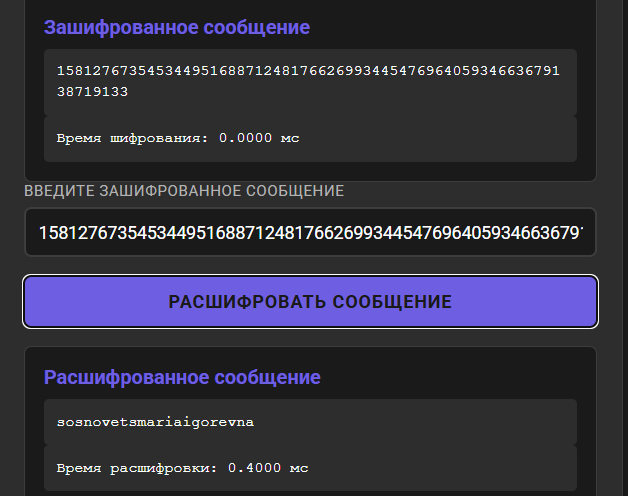 Зашифрованное сообщение
15812767354534495168871248176626993445476964059346636791
38719133
Время шифрования: 0.0000 мс
ВВЕДИТЕ ЗАШИФРОВАННОЕ СООБЩЕНИЕ
1581276735453449516887124817662699344547696405934663679
РАСШИФРОВАТЬ СООБЩЕНИЕ
Расшифрованное сообщение
sosnovetsmariaigorevna
Время расшифровки: 0.4000 мс